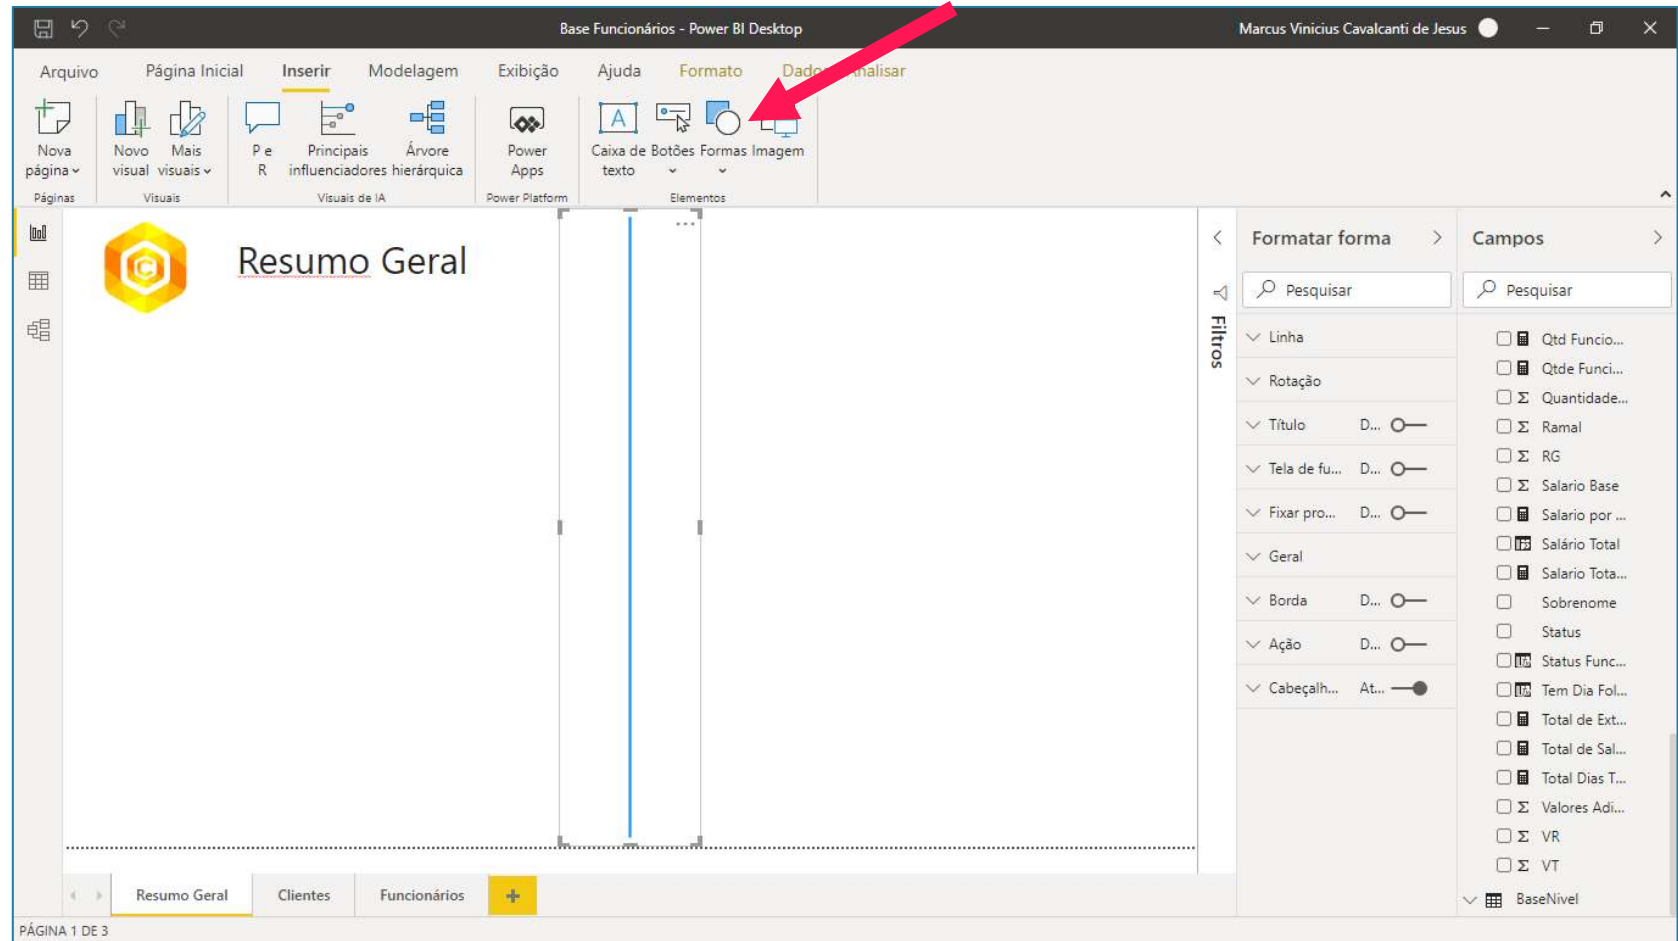 Base Funcionários - Power BI Desktop
Marcus Vinicius Cavalcanti de Jesus
Arquivo
Página Inicial
Inserir
Modelagem
Exibição
Ajuda
Formato
Nova
página
Novo
visual
Mais
visuais
P e
R
Principais
influenciadores
Árvore
hierárquica
Power
Apps
A
Caixa de
texto
Botões
Formas
Imagem
Páginas
Visuais
Visuais de IA
Power Platform
Elementos
C
Resumo Geral
...
Filtros
Formatar forma
Pesquisar
Linha
Rotação
Título D...
Tela de fu... D...
Fixar pro... D...
Geral
Borda D...
Ação D...
Cabeçalh... At...
Campos
Pesquisar
Qtd Funcio...
Qtde Funci...
Σ Quantidade...
Σ Ramal
Σ RG
Σ Salario Base
Salario por ...
Salário Total
Salario Tota...
Sobrenome
Status
Status Func...
Tem Dia Fol...
Total de Ext...
Total de Sal...
Total Dias T...
Σ Valores Adi...
Σ VR
Σ VT
BaseNivel
Resumo Geral
Clientes
Funcionários
+
PÁGINA 1 DE 3